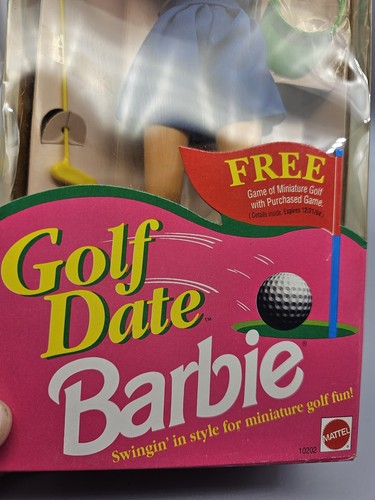 FREE
Game of Miniature Golf
with Purchased Game.
Golf
Date™
Barbie®
Swingin' in style for miniature golf fun!
10202
MATTEL